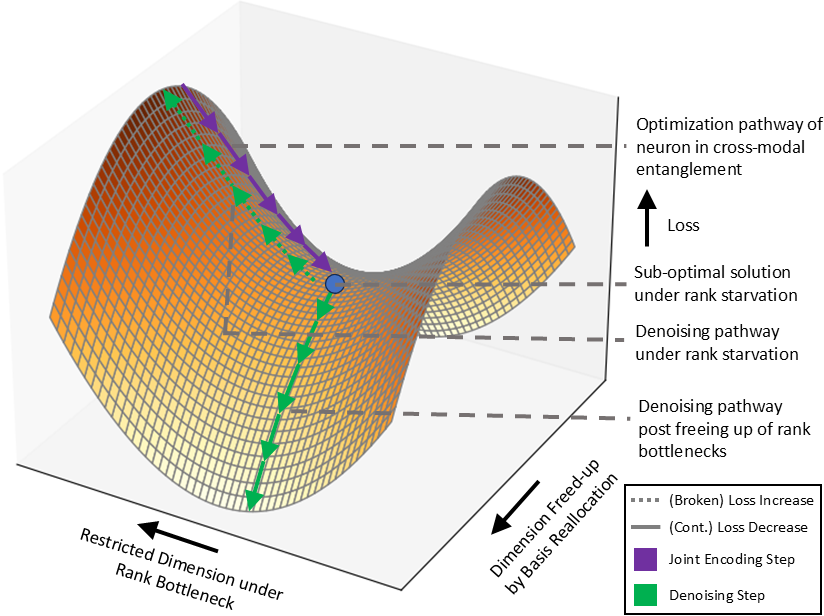 Optimization pathway of
neuron in cross-modal
entanglement
Loss
Sub-optimal solution
under rank starvation
Denoising pathway
under rank starvation
Denoising pathway
post freeing up of rank
bottlenecks
Restricted Dimension under
Rank Bottleneck
Dimension Freed-up
by Basis Reallocation
(Broken) Loss Increase
(Cont.) Loss Decrease
Joint Encoding Step
Denoising Step